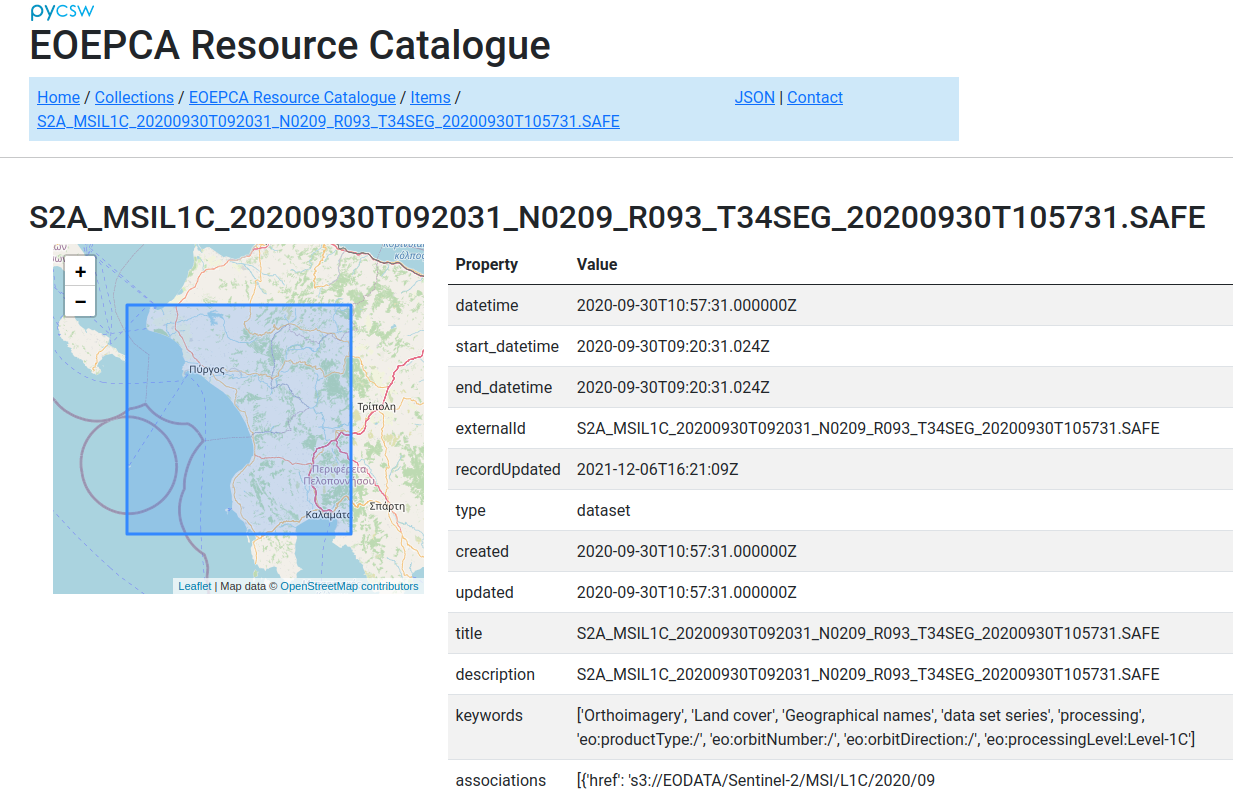 pycsw
EOEPCA Resource Catalogue
Home / Collections / EOEPCA Resource Catalogue / Items /
JSON | Contact
S2A_MSIL1C_20200930T092031_N0209_R093_T34SEG_20200930T105731.SAFE
S2A_MSIL1C_20200930T092031_N0209_R093_T34SEG_20200930T105731.SAFE
+
−
κόλπος
Πύργος
Τρίπολη
Περιφέρεια
Πελοποννήσου
Σπάρτη
Καλαμάτα
Leaflet | Map data © OpenStreetMap contributors
Property Value
datetime 2020-09-30T10:57:31.000000Z
start_datetime 2020-09-30T09:20:31.024Z
end_datetime 2020-09-30T09:20:31.024Z
externalId S2A_MSIL1C_20200930T092031_N0209_R093_T34SEG_20200930T105731.SAFE
recordUpdated 2021-12-06T16:21:09Z
type dataset
created 2020-09-30T10:57:31.000000Z
updated 2020-09-30T10:57:31.000000Z
title S2A_MSIL1C_20200930T092031_N0209_R093_T34SEG_20200930T105731.SAFE
description S2A_MSIL1C_20200930T092031_N0209_R093_T34SEG_20200930T105731.SAFE
keywords ['Orthoimagery', 'Land cover', 'Geographical names', 'data set series', 'processing',
'eo:productType:/', 'eo:orbitNumber:/', 'eo:orbitDirection:/', 'eo:processingLevel:Level-1C']
associations [{'href': 's3://EODATA/Sentinel-2/MSI/L1C/2020/09